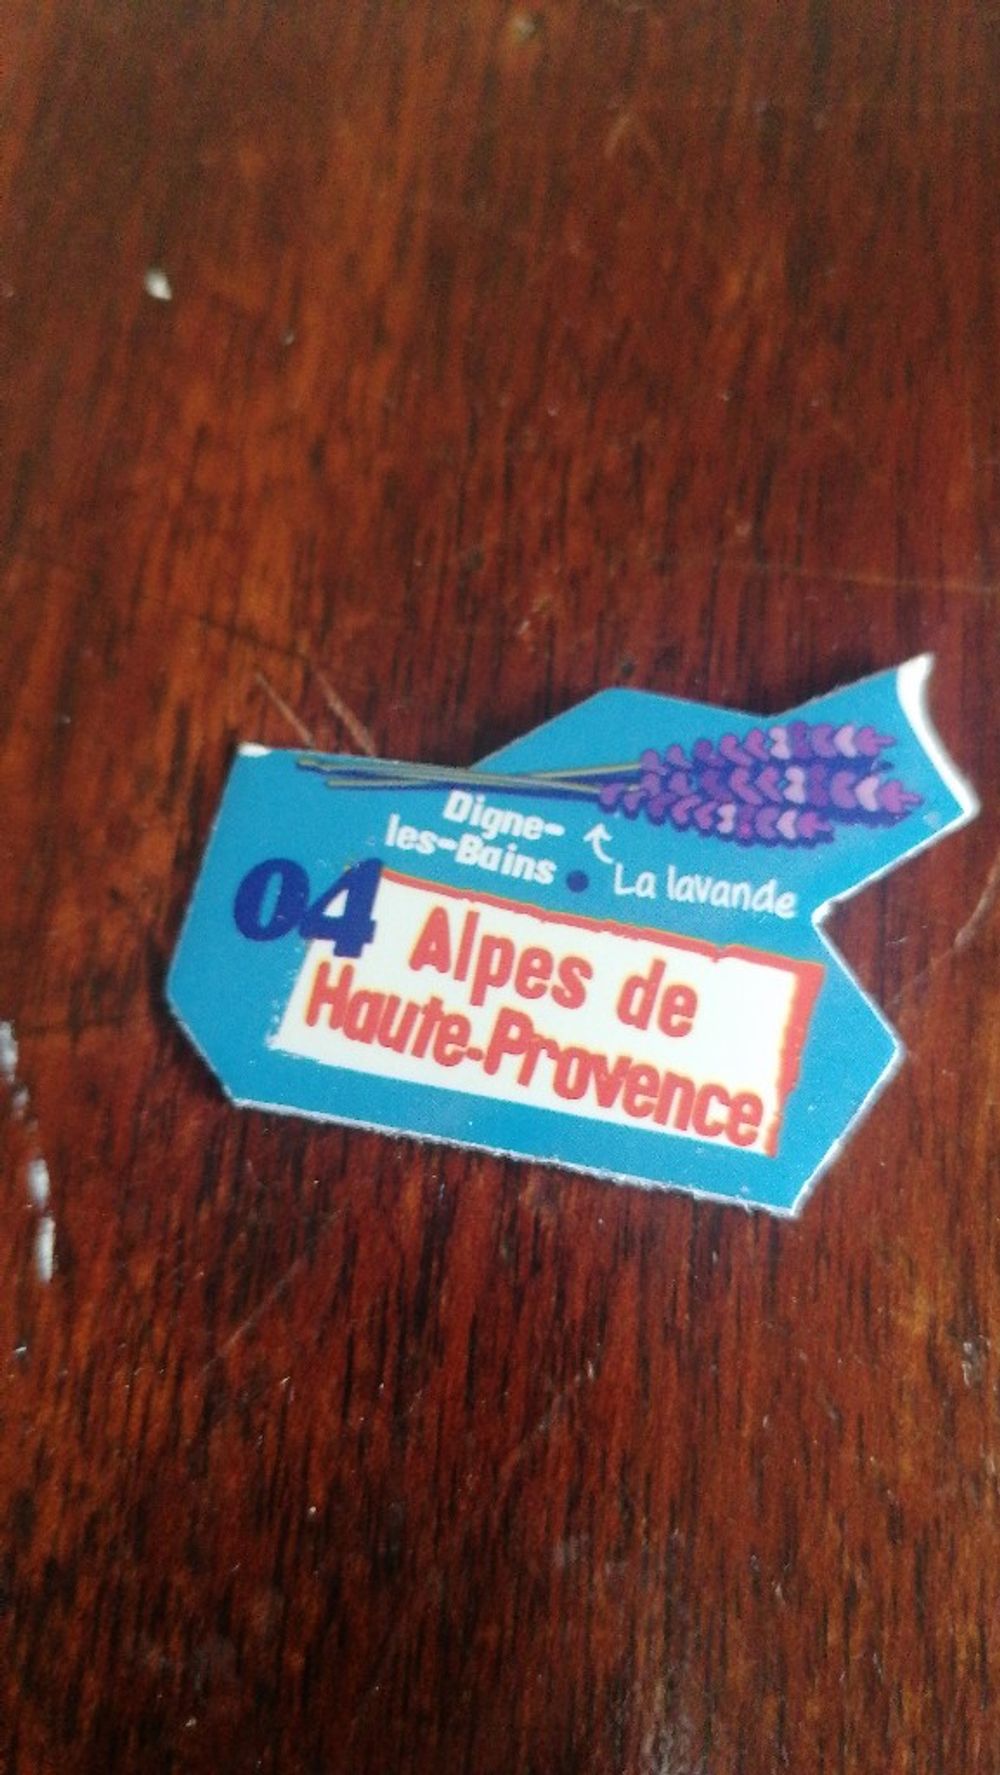 Digne-
les-Bains
La lavande
04
Alpes de
Haute-Provence